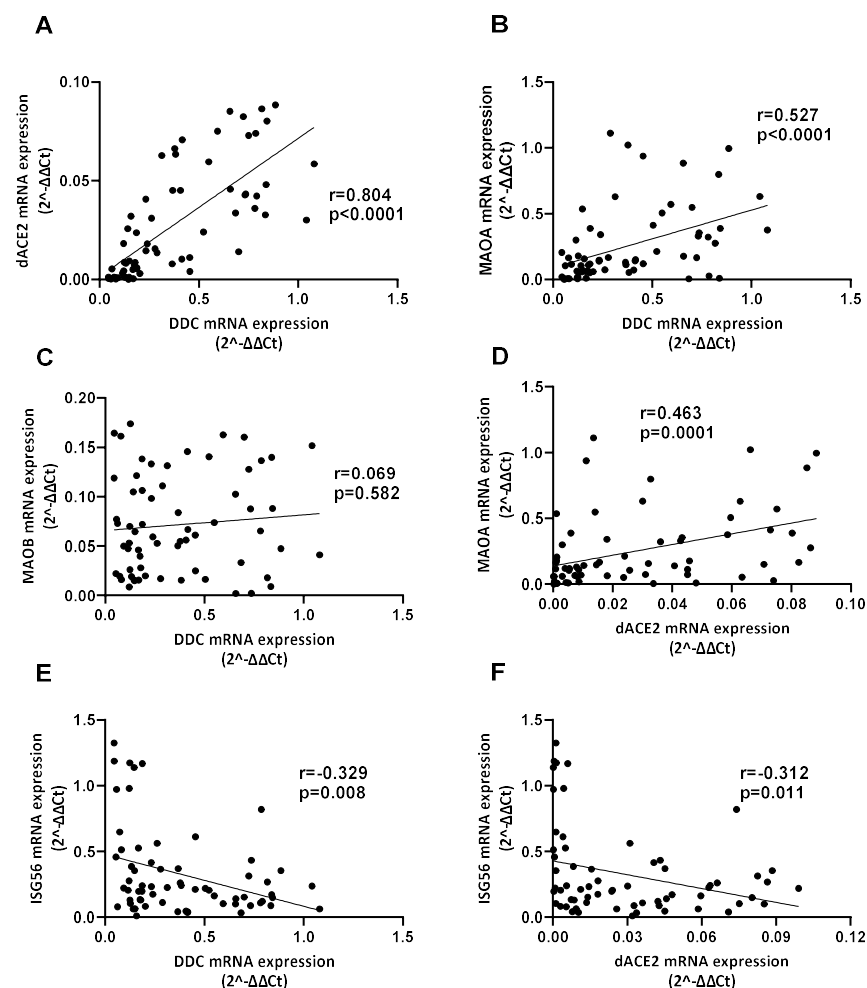 A
dACE2 mRNA expression
(2^-ΔΔCt)
0.10
0.05
0.00
0.0
0.5
1.0
1.5
r=0.804
p<0.0001
DDC mRNA expression
(2^-ΔΔCt)
B
MAOA mRNA expression
(2^-ΔΔCt)
1.5
1.0
0.5
0.0
0.0
0.5
1.0
1.5
r=0.527
p<0.0001
DDC mRNA expression
(2^-ΔΔCt)
C
MAOB mRNA expression
(2^-ΔΔCt)
0.20
0.15
0.10
0.05
0.00
0.0
0.5
1.0
1.5
r=0.069
p=0.582
DDC mRNA expression
(2^-ΔΔCt)
D
MAOA mRNA expression
(2^-ΔΔCt)
1.5
1.0
0.5
0.0
0.00
0.02
0.04
0.06
0.08
0.10
r=0.463
p=0.0001
dACE2 mRNA expression
(2^-ΔΔCt)
E
ISG56 mRNA expression
(2^-ΔΔCt)
1.5
1.0
0.5
0.0
0.0
0.5
1.0
1.5
r=-0.329
p=0.008
DDC mRNA expression
(2^-ΔΔCt)
F
ISG56 mRNA expression
(2^-ΔΔCt)
1.5
1.0
0.5
0.0
0.00
0.03
0.06
0.09
0.12
r=-0.312
p=0.011
dACE2 mRNA expression
(2^-ΔΔCt)